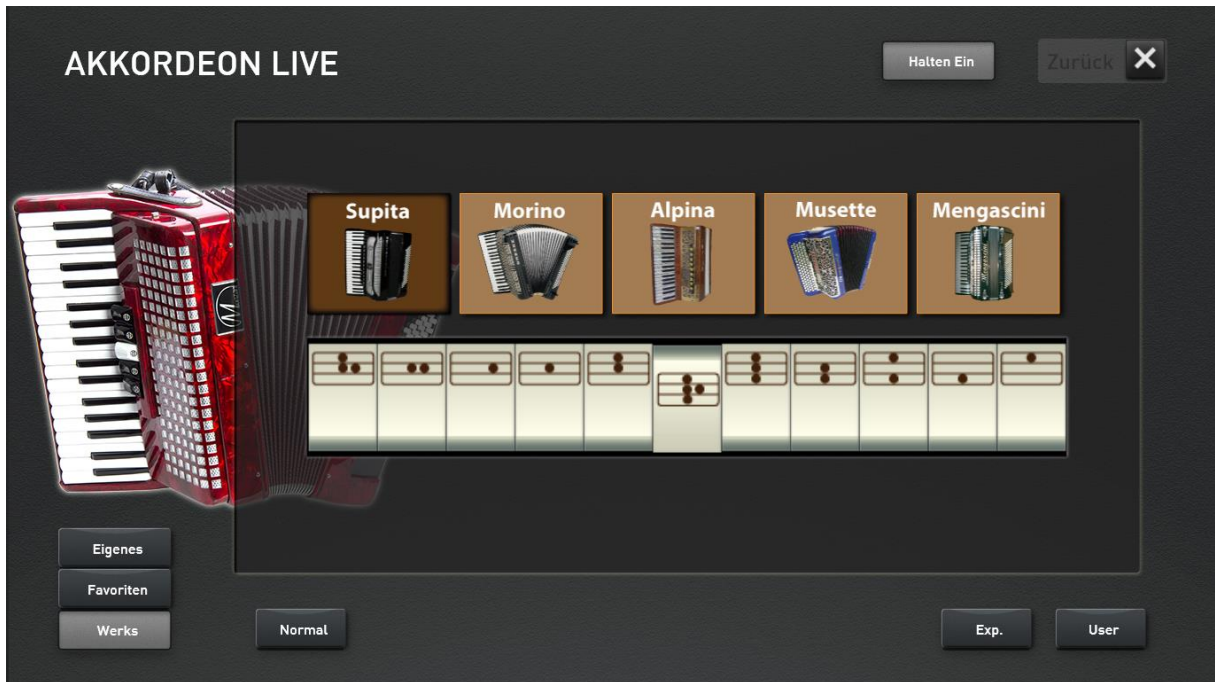 AKKORDEON LIVE
Halten Ein
Zurück
Supita
Morino
Alpina
Musette
Mengascini
Eigenes
Favoriten
Werks
Normal
Exp.
User